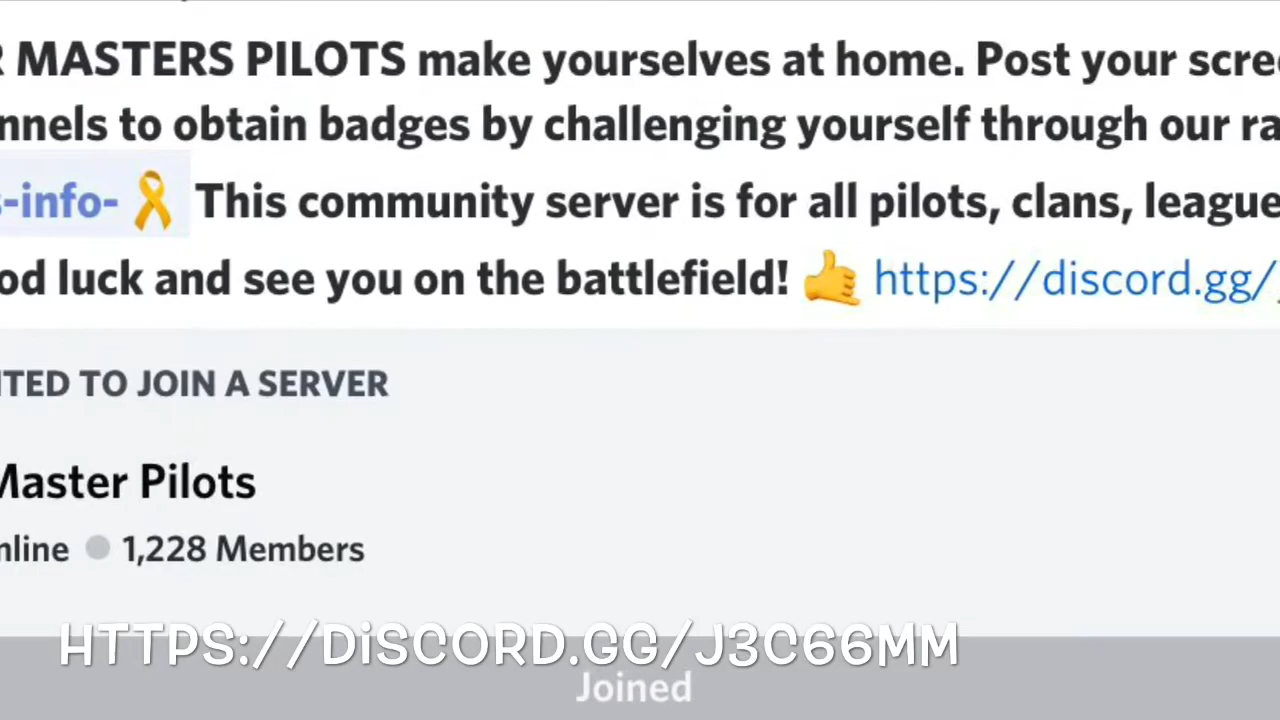 R MASTERS PILOTS make yourselves at home. Post your scree
nnels to obtain badges by challenging yourself through our ra
s-info- This community server is for all pilots, clans, league
od luck and see you on the battlefield! https://discord.gg/
ITED TO JOIN A SERVER
Master Pilots
nline 1,228 Members
HTTPS://DiSCORD.GG/J3C66MM
Joined